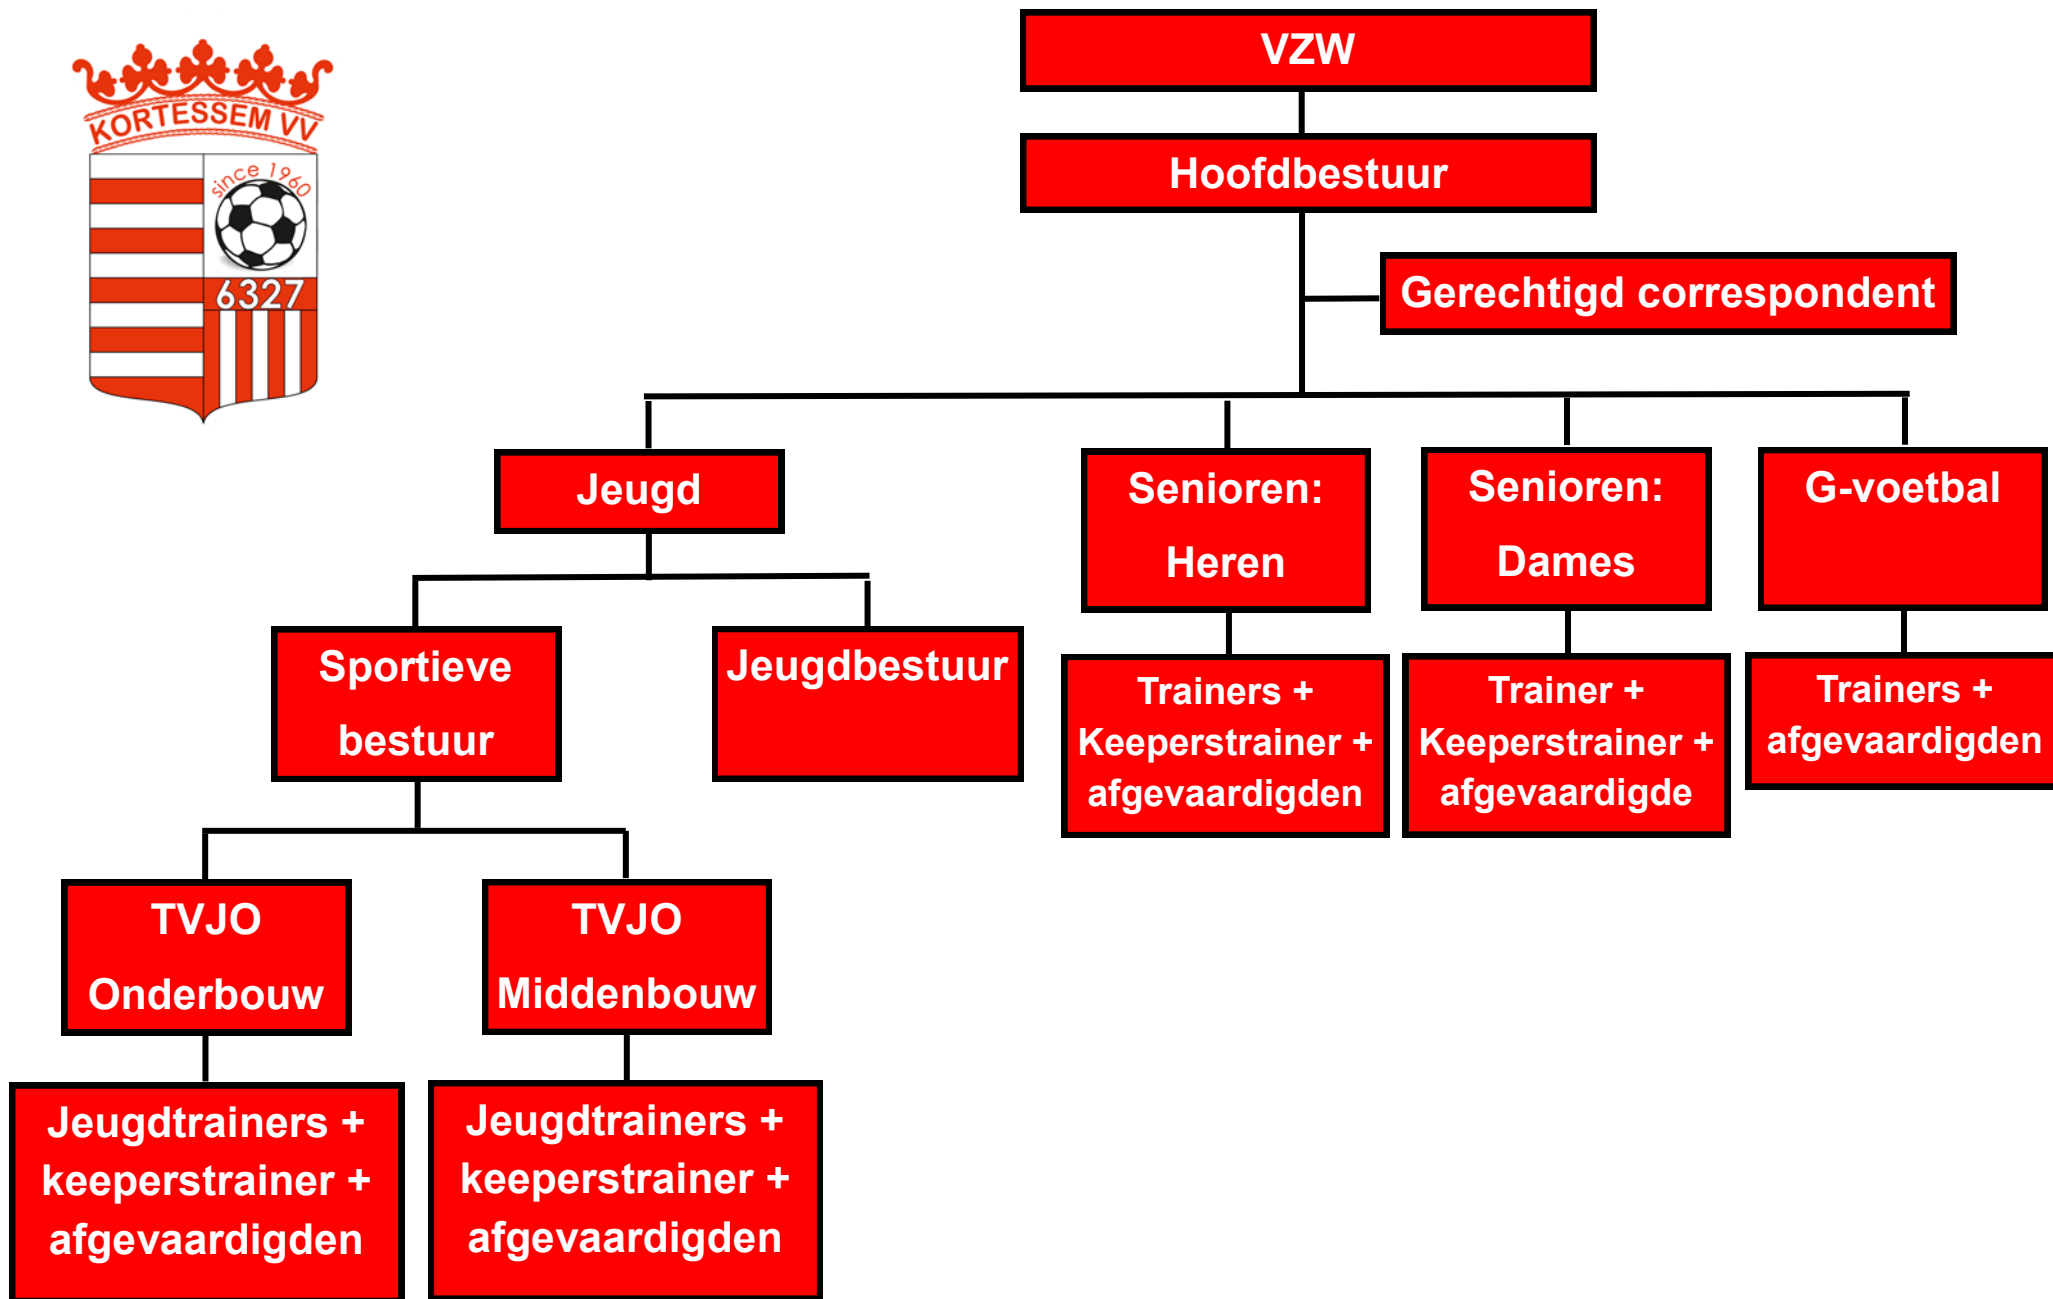 KORTESSEM VV
since 1960
6327
VZW
Hoofdbestuur
Gerechtigd correspondent
Jeugd
Senioren:
Heren
Senioren:
Dames
G-voetbal
Sportieve
bestuur
Jeugdbestuur
Trainers +
Keeperstrainer +
afgevaardigden
Trainer +
Keeperstrainer +
afgevaardigde
Trainers +
afgevaardigden
TVJO
Onderbouw
TVJO
Middenbouw
Jeugdtrainers +
keeperstrainer +
afgevaardigden
Jeugdtrainers +
keeperstrainer +
afgevaardigden